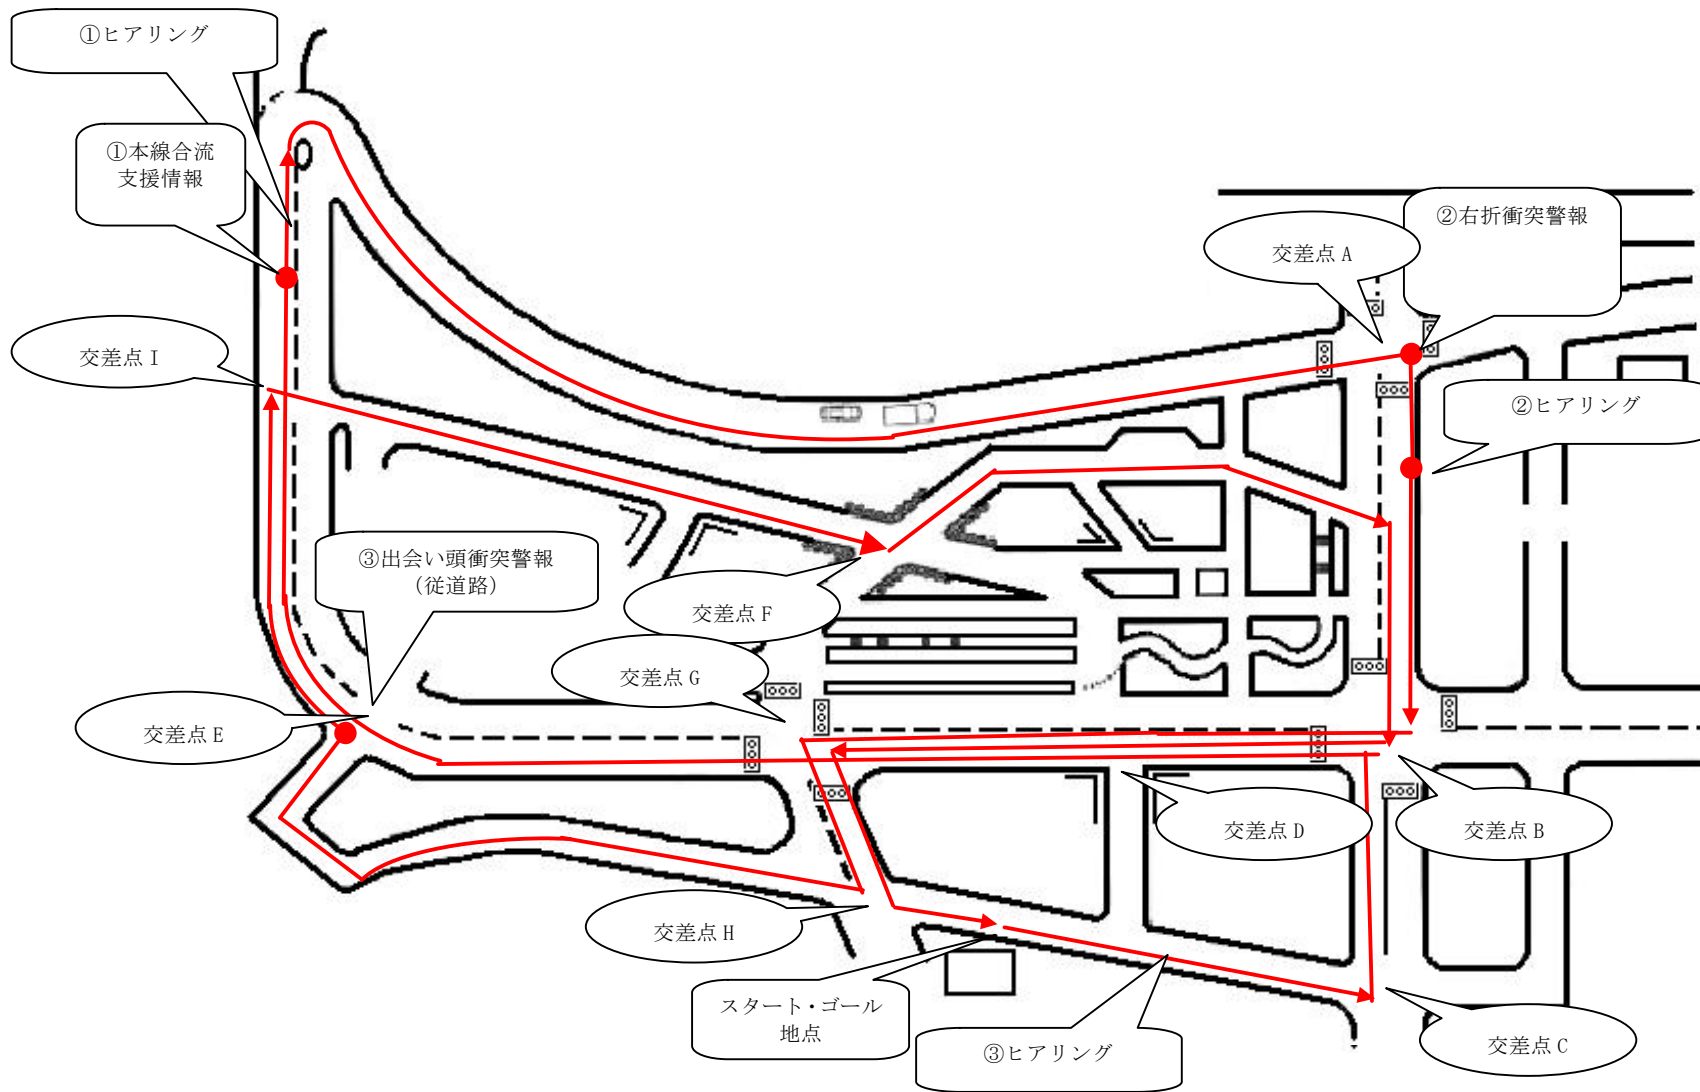 ①ヒアリング
①本線合流
支援情報
②右折衝突警報
交差点 A
交差点 I
②ヒアリング
③出会い頭衝突警報
（従道路）
交差点 F
交差点 G
交差点 E
交差点 D
交差点 B
交差点 H
スタート・ゴール
地点
③ヒアリング
交差点 C